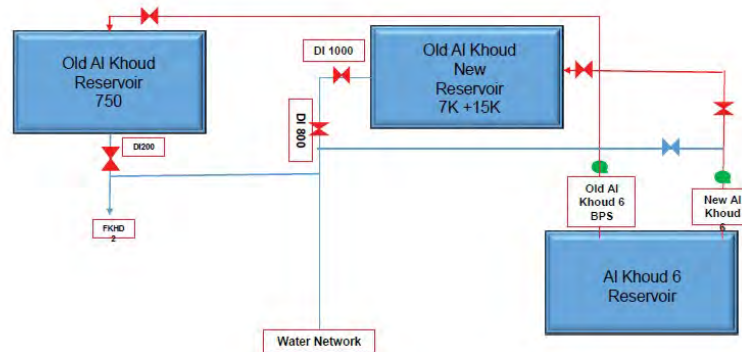 Old Al Khoud
Reservoir
750
DI 1000
Old Al Khoud
New
Reservoir
7K +15K
DI 800
DI200
FKHD
2
Old Al
Khoud 6
BPS
New Al
Khoud
6
Al Khoud 6
Reservoir
Water Network